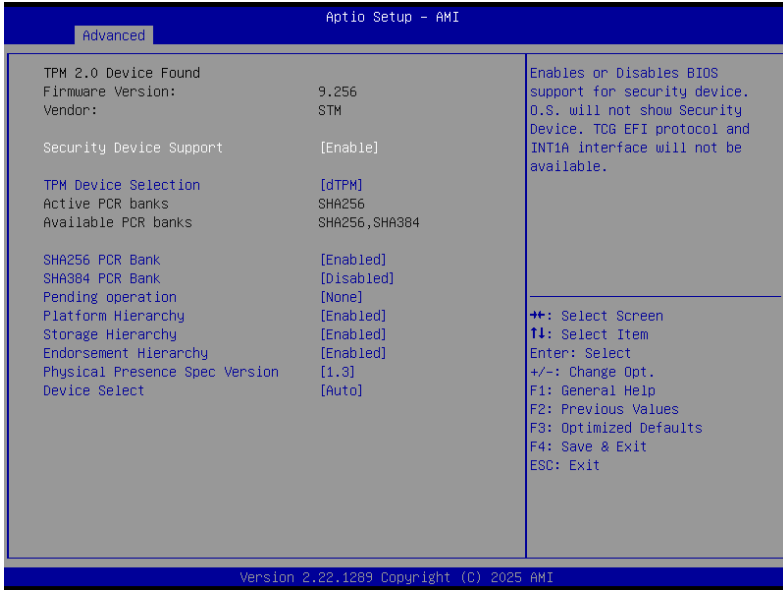 Aptio Setup – AMI
Advanced
TPM 2.0 Device Found
Firmware Version: 9.256
Vendor: STM
Security Device Support [Enable]
TPM Device Selection [dTPM]
Active PCR banks SHA256
Available PCR banks SHA256,SHA384
SHA256 PCR Bank [Enabled]
SHA384 PCR Bank [Disabled]
Pending operation [None]
Platform Hierarchy [Enabled]
Storage Hierarchy [Enabled]
Endorsement Hierarchy [Enabled]
Physical Presence Spec Version [1.3]
Device Select [Auto]
Enables or Disables BIOS
support for security device.
O.S. will not show Security
Device. TCG EFI protocol and
INT1A interface will not be
available.
→←: Select Screen
↑↓: Select Item
Enter: Select
+/-: Change Opt.
F1: General Help
F2: Previous Values
F3: Optimized Defaults
F4: Save & Exit
ESC: Exit
Version 2.22.1289 Copyright (C) 2025 AMI